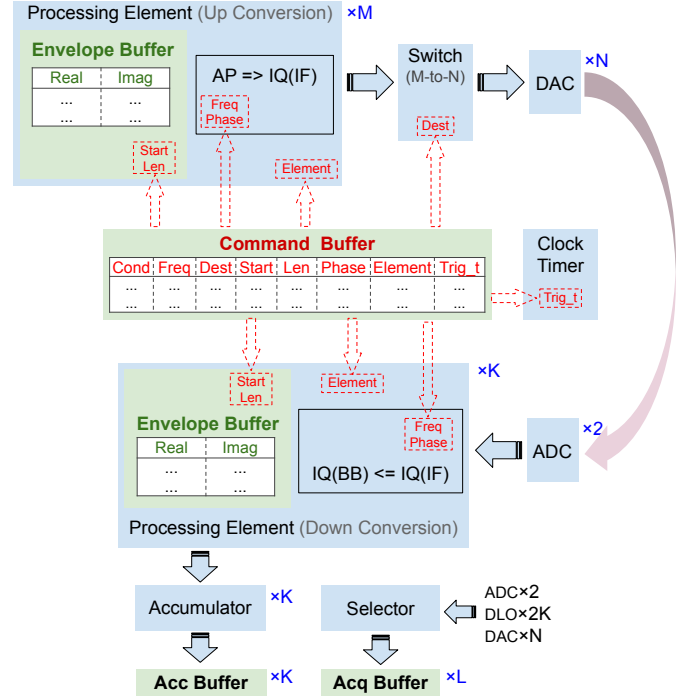 Processing Element (Up Conversion) ×M
Envelope Buffer
Real Imag
... ...
... ...
Start
Len
AP => IQ(IF)
Freq
Phase
Element
Switch
(M-to-N)
Dest
DAC
×N
Command Buffer
Cond Freq Dest Start Len Phase Element Trig_t
... ... ... ... ... ... ... ...
... ... ... ... ... ... ... ...
Clock
Timer
Trig_t
×K
Start
Len
Element
Envelope Buffer
Real Imag
... ...
... ...
Freq
Phase
IQ(BB) <= IQ(IF)
Processing Element (Down Conversion)
ADC
×2
Accumulator
×K
Selector
ADC×2
DLO×2K
DAC×N
Acc Buffer
×K
Acq Buffer
×L